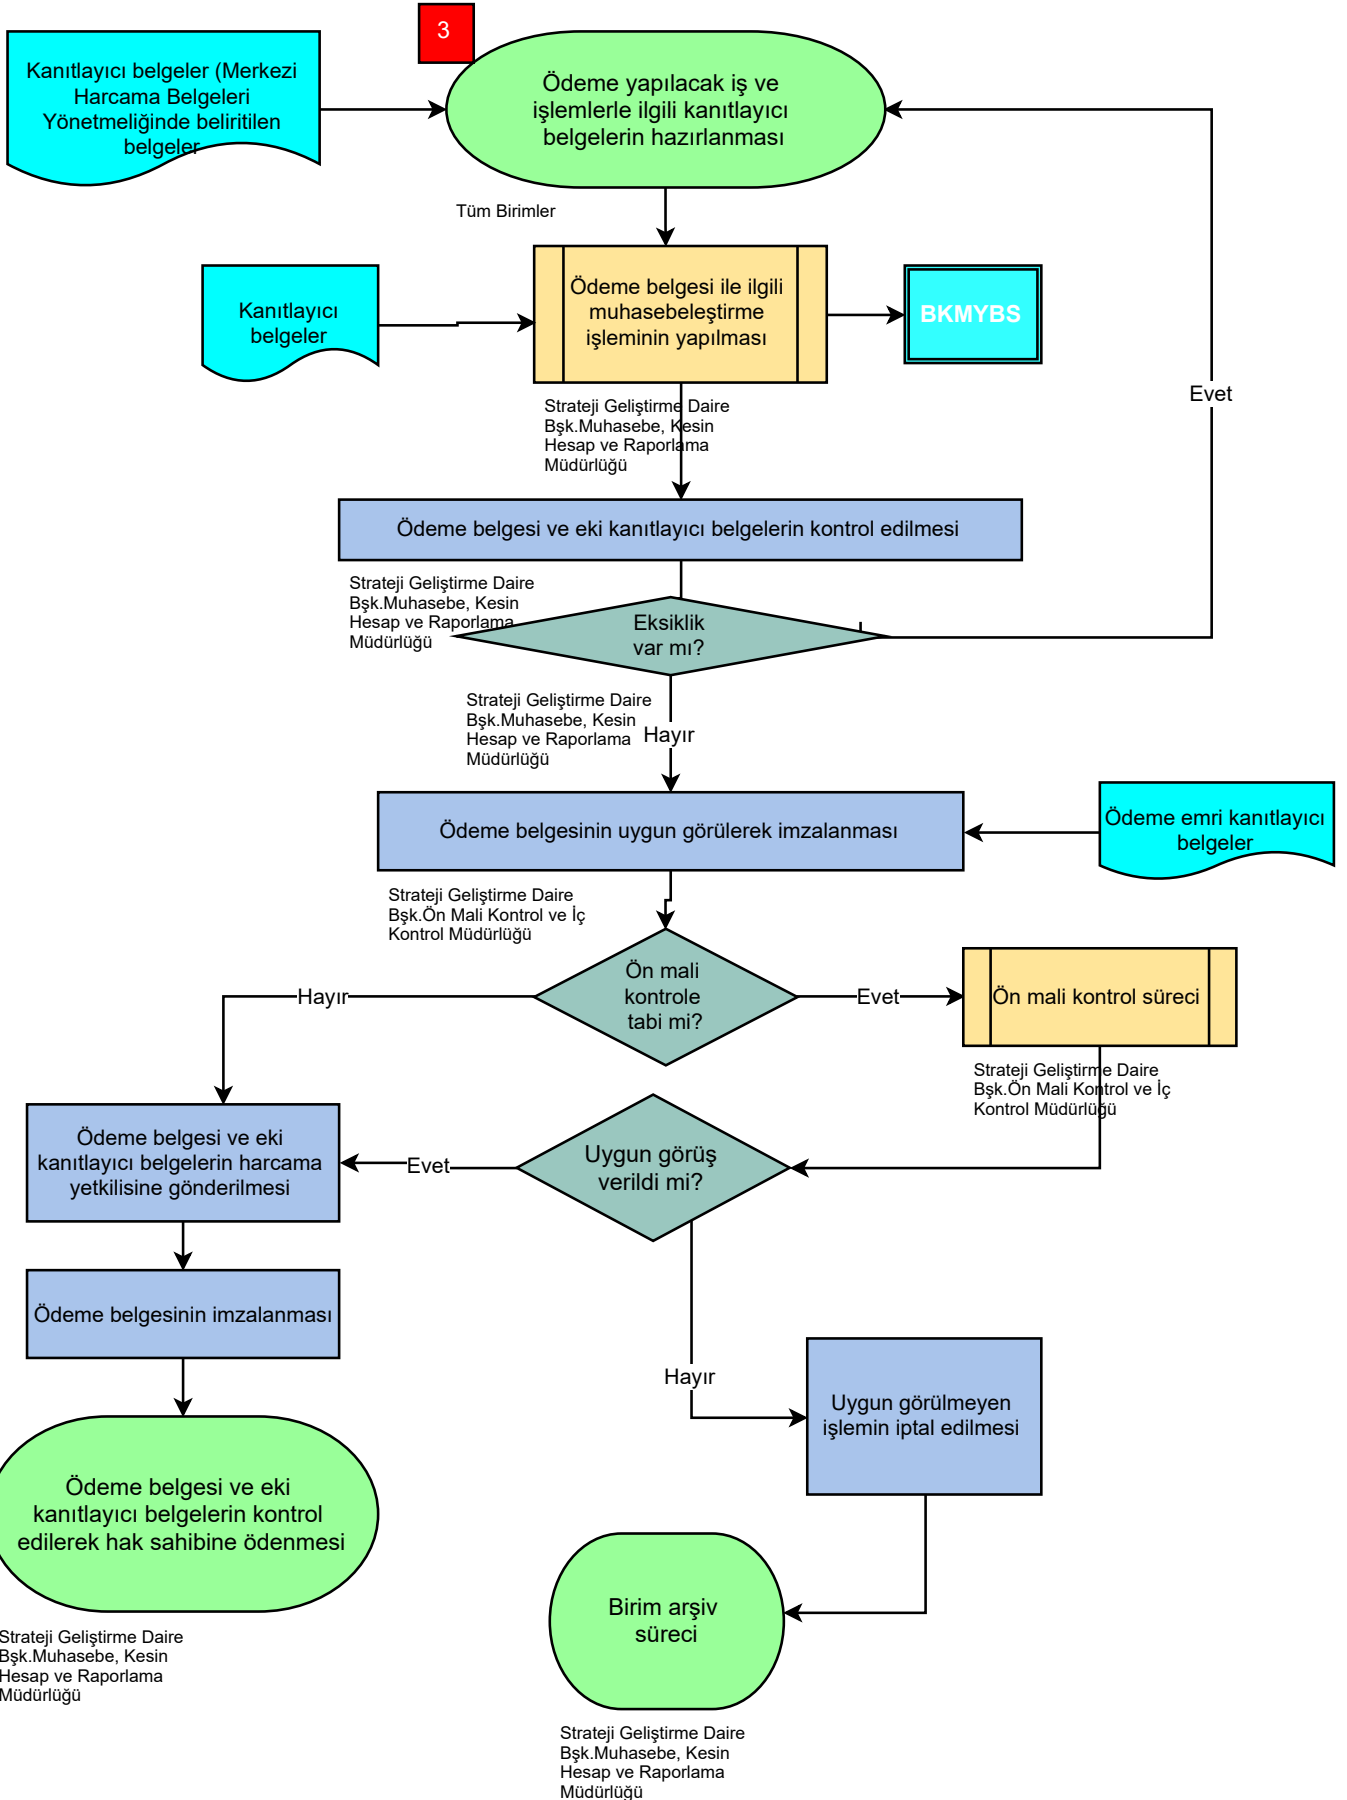 3
Kanıtlayıcı belgeler (Merkezi
Harcama Belgeleri
Yönetmeliğinde beliritilen
belgeler
Ödeme yapılacak iş ve
işlemlerle ilgili kanıtlayıcı
belgelerin hazırlanması
Tüm Birimler
Kanıtlayıcı
belgeler
Ödeme belgesi ile ilgili
muhasebeleştirme
işleminin yapılması
BKMYBS
Evet
Strateji Geliştirme Daire
Bşk.Muhasebe, Kesin
Hesap ve Raporlama
Müdürlüğü
Ödeme belgesi ve eki kanıtlayıcı belgelerin kontrol edilmesi
Strateji Geliştirme Daire
Bşk.Muhasebe, Kesin
Hesap ve Raporlama
Müdürlüğü
Eksiklik
var mı?
Strateji Geliştirme Daire
Bşk.Muhasebe, Kesin
Hesap ve Raporlama
Müdürlüğü
Hayır
Ödeme belgesinin uygun görülerek imzalanması
Ödeme emri kanıtlayıcı
belgeler
Strateji Geliştirme Daire
Bşk.Ön Mali Kontrol ve İç
Kontrol Müdürlüğü
Ön mali
kontrole
tabi mi?
Hayır
Evet
Ön mali kontrol süreci
Strateji Geliştirme Daire
Bşk.Ön Mali Kontrol ve İç
Kontrol Müdürlüğü
Ödeme belgesi ve eki
kanıtlayıcı belgelerin harcama
yetkilisine gönderilmesi
Evet
Uygun görüş
verildi mi?
Ödeme belgesinin imzalanması
Hayır
Uygun görülmeyen
işlemin iptal edilmesi
Ödeme belgesi ve eki
kanıtlayıcı belgelerin kontrol
edilerek hak sahibine ödenmesi
Strateji Geliştirme Daire
Bşk.Muhasebe, Kesin
Hesap ve Raporlama
Müdürlüğü
Birim arşiv
süreci
Strateji Geliştirme Daire
Bşk.Muhasebe, Kesin
Hesap ve Raporlama
Müdürlüğü